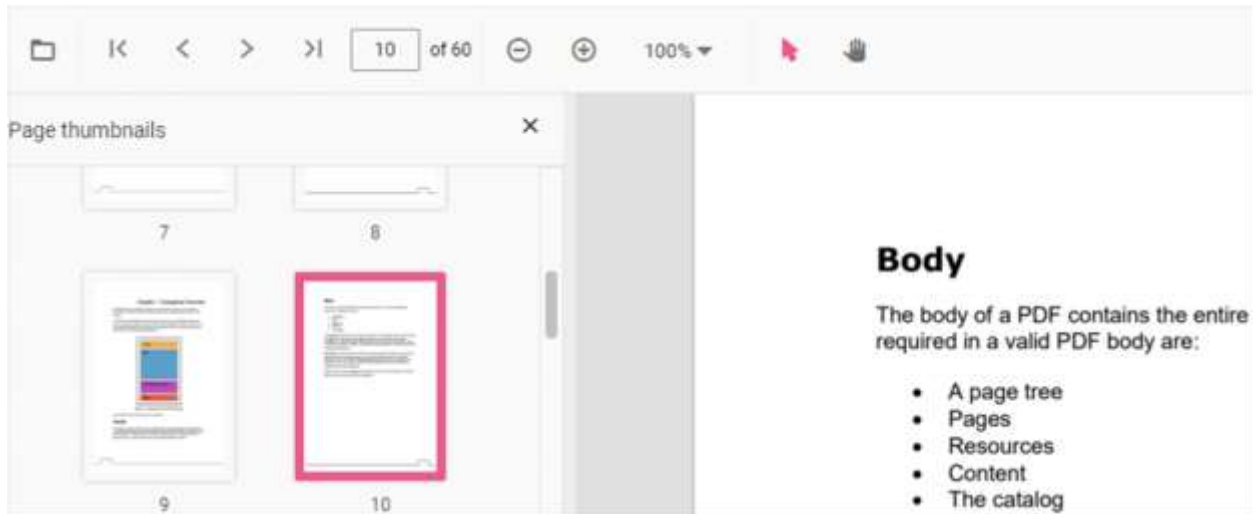 10 of 60 100%
Page thumbnails
7 8
9 10
Body
The body of a PDF contains the entire
required in a valid PDF body are:
• A page tree
• Pages
• Resources
• Content
• The catalog